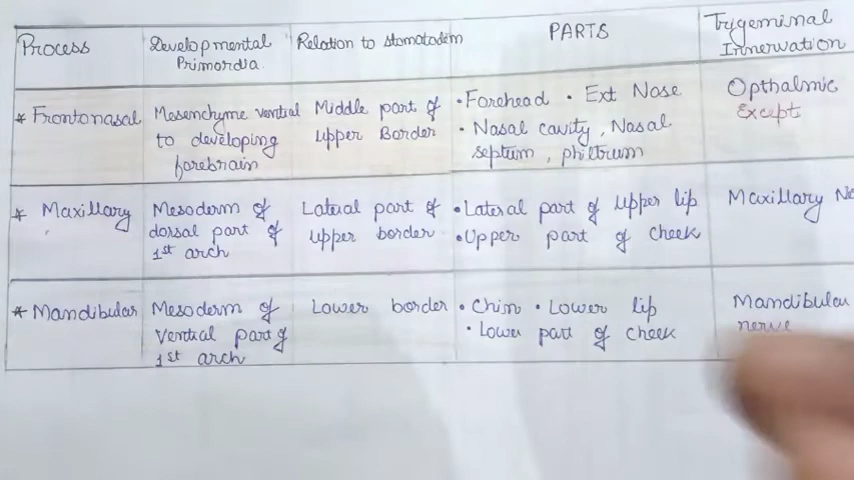 Process
Developmental
Primordia
Relation to stomatodem
PARTS
Trigeminal
Innervation
* Frontonasal
Mesenchyme ventral
to developing
forebrain
Middle part of
upper Border
• Forehead • Ext Nose
• Nasal cavity, Nasal
septum, philtrum
Opthalmic
Except
* Maxillary
Mesoderm of
dorsal part of
1st arch
Lateral part of
upper border
• Lateral part of upper lip
• Upper part of cheek
Maxillary Ne
* Mandibular
Mesoderm of
Ventral part of
1st arch
Lower border
• Chin • Lower lip
• Lower part of cheek
Mandibular
nerve